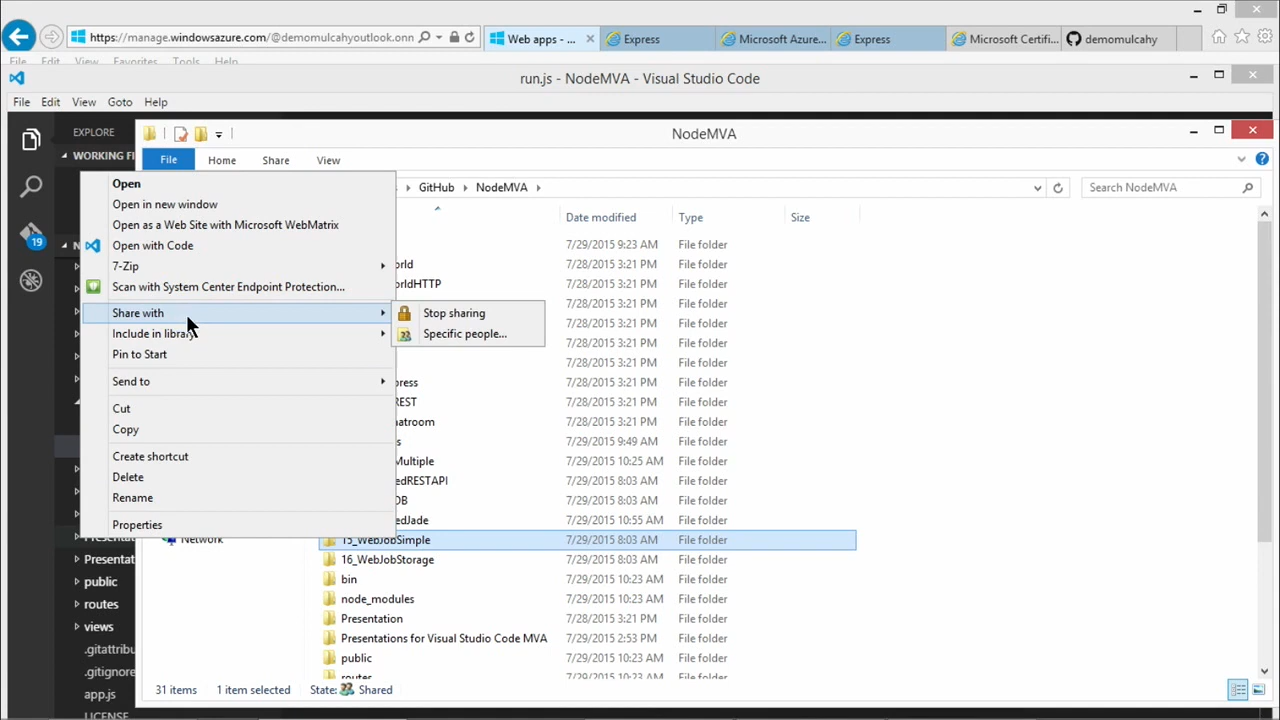 https://manage.windowsazure.com/@demomulcahyoutlook.onn
Web apps - ...
Express
Microsoft Azure...
Express
Microsoft Certifi...
demomulcahy
File Edit View Favorites Tools Help
run.js - NodeMVA - Visual Studio Code
File Edit View Goto Help
EXPLORE
WORKING FI
19
NodeMVA
File Home Share View
GitHub NodeMVA
Search NodeMVA
Date modified Type Size
Open
Open in new window
Open as a Web Site with Microsoft WebMatrix
Open with Code
7-Zip
Scan with System Center Endpoint Protection...
Share with
Include in library
Pin to Start
Send to
Cut
Copy
Create shortcut
Delete
Rename
Properties
Stop sharing
Specific people...
7/29/2015 9:23 AM File folder
orld 7/28/2015 3:21 PM File folder
orldHTTP 7/28/2015 3:21 PM File folder
7/28/2015 3:21 PM File folder
7/28/2015 3:21 PM File folder
7/28/2015 3:21 PM File folder
7/28/2015 3:21 PM File folder
press 7/28/2015 3:21 PM File folder
REST 7/28/2015 3:21 PM File folder
hatroom 7/28/2015 3:21 PM File folder
s 7/29/2015 9:49 AM File folder
Multiple 7/29/2015 10:25 AM File folder
edRESTAPI 7/29/2015 8:03 AM File folder
DB 7/29/2015 8:03 AM File folder
edJade 7/29/2015 10:55 AM File folder
15_WebJobSimple 7/29/2015 8:03 AM File folder
16_WebJobStorage 7/29/2015 8:03 AM File folder
bin 7/29/2015 10:23 AM File folder
node_modules 7/29/2015 10:23 AM File folder
Presentation 7/28/2015 3:21 PM File folder
Presentations for Visual Studio Code MVA 7/29/2015 2:53 PM File folder
public 7/29/2015 10:23 AM File folder
routes 7/29/2015 10:23 AM File folder
Network
Presentat
Presentat
public
routes
views
.gitattribu
.gitignore
app.js
LICENSE
31 items 1 item selected State: Shared